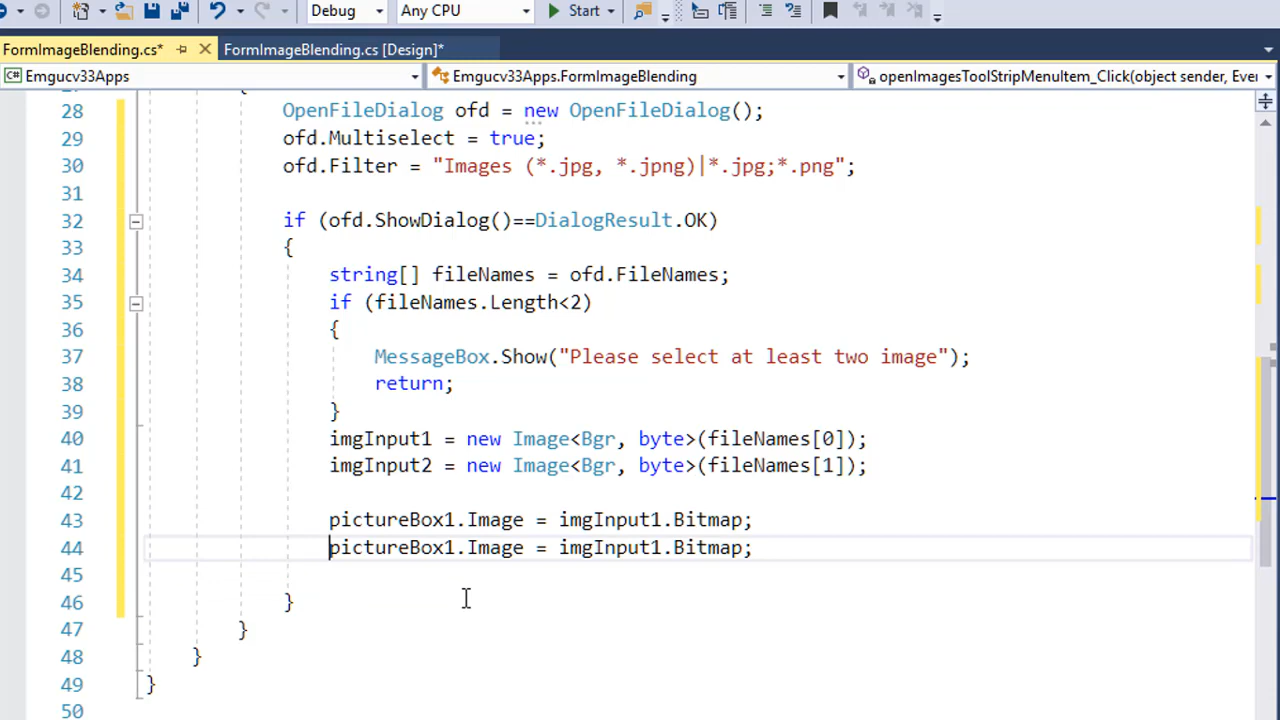 Debug Any CPU Start
FormImageBlending.cs* FormImageBlending.cs [Design]*
Emgucv33Apps Emgucv33Apps.FormImageBlending openImagesToolStripMenuItem_Click(object sender, Ever
28 OpenFileDialog ofd = new OpenFileDialog();
29 ofd.Multiselect = true;
30 ofd.Filter = "Images (*.jpg, *.jpng)|*.jpg;*.png";
31
32 if (ofd.ShowDialog()==DialogResult.OK)
33 {
34 string[] fileNames = ofd.FileNames;
35 if (fileNames.Length<2)
36 {
37 MessageBox.Show("Please select at least two image");
38 return;
39 }
40 imgInput1 = new Image<Bgr, byte>(fileNames[0]);
41 imgInput2 = new Image<Bgr, byte>(fileNames[1]);
42
43 pictureBox1.Image = imgInput1.Bitmap;
44 pictureBox1.Image = imgInput1.Bitmap;
45
46 }
47 }
48 }
49 }
50